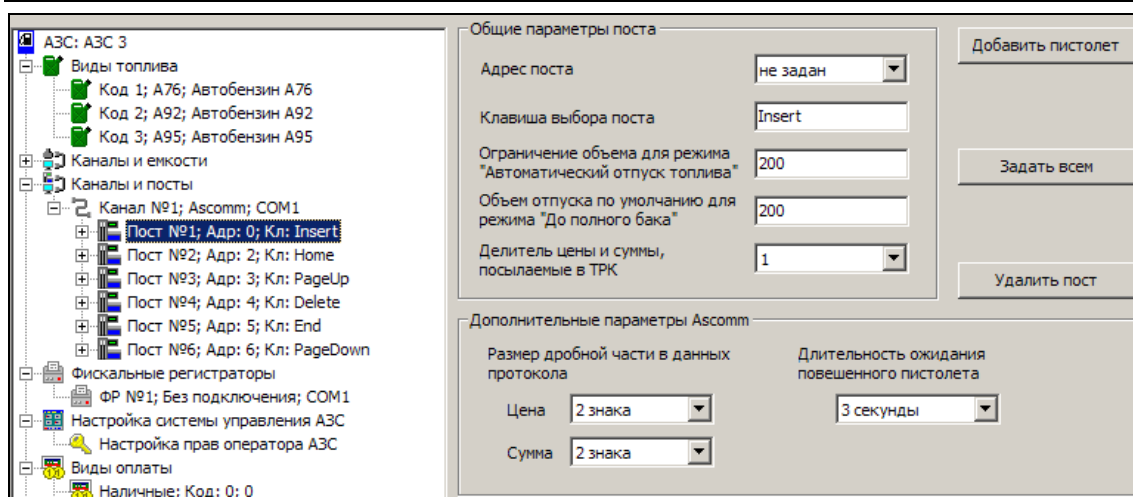 АЗС: АЗС 3
Виды топлива
Код 1; А76; Автобензин А76
Код 2; А92; Автобензин А92
Код 3; А95; Автобензин А95
Каналы и емкости
Каналы и посты
Канал №1; Ascomm; COM1
Пост №1; Адр: 0; Кл: Insert
Пост №2; Адр: 2; Кл: Home
Пост №3; Адр: 3; Кл: PageUp
Пост №4; Адр: 4; Кл: Delete
Пост №5; Адр: 5; Кл: End
Пост №6; Адр: 6; Кл: PageDown
Фискальные регистраторы
ФР №1; Без подключения; COM1
Настройка системы управления АЗС
Настройка прав оператора АЗС
Виды оплаты
Наличные; Код: 0; 0
Общие параметры поста
Адрес поста
не задан
Клавиша выбора поста
Insert
Ограничение объема для режима
"Автоматический отпуск топлива"
200
Объем отпуска по умолчанию для
режима "До полного бака"
200
Делитель цены и суммы,
посылаемые в ТРК
1
Добавить пистолет
Задать всем
Удалить пост
Дополнительные параметры Ascomm
Размер дробной части в данных
протокола
Цена
2 знака
Сумма
2 знака
Длительность ожидания
повешенного пистолета
3 секунды